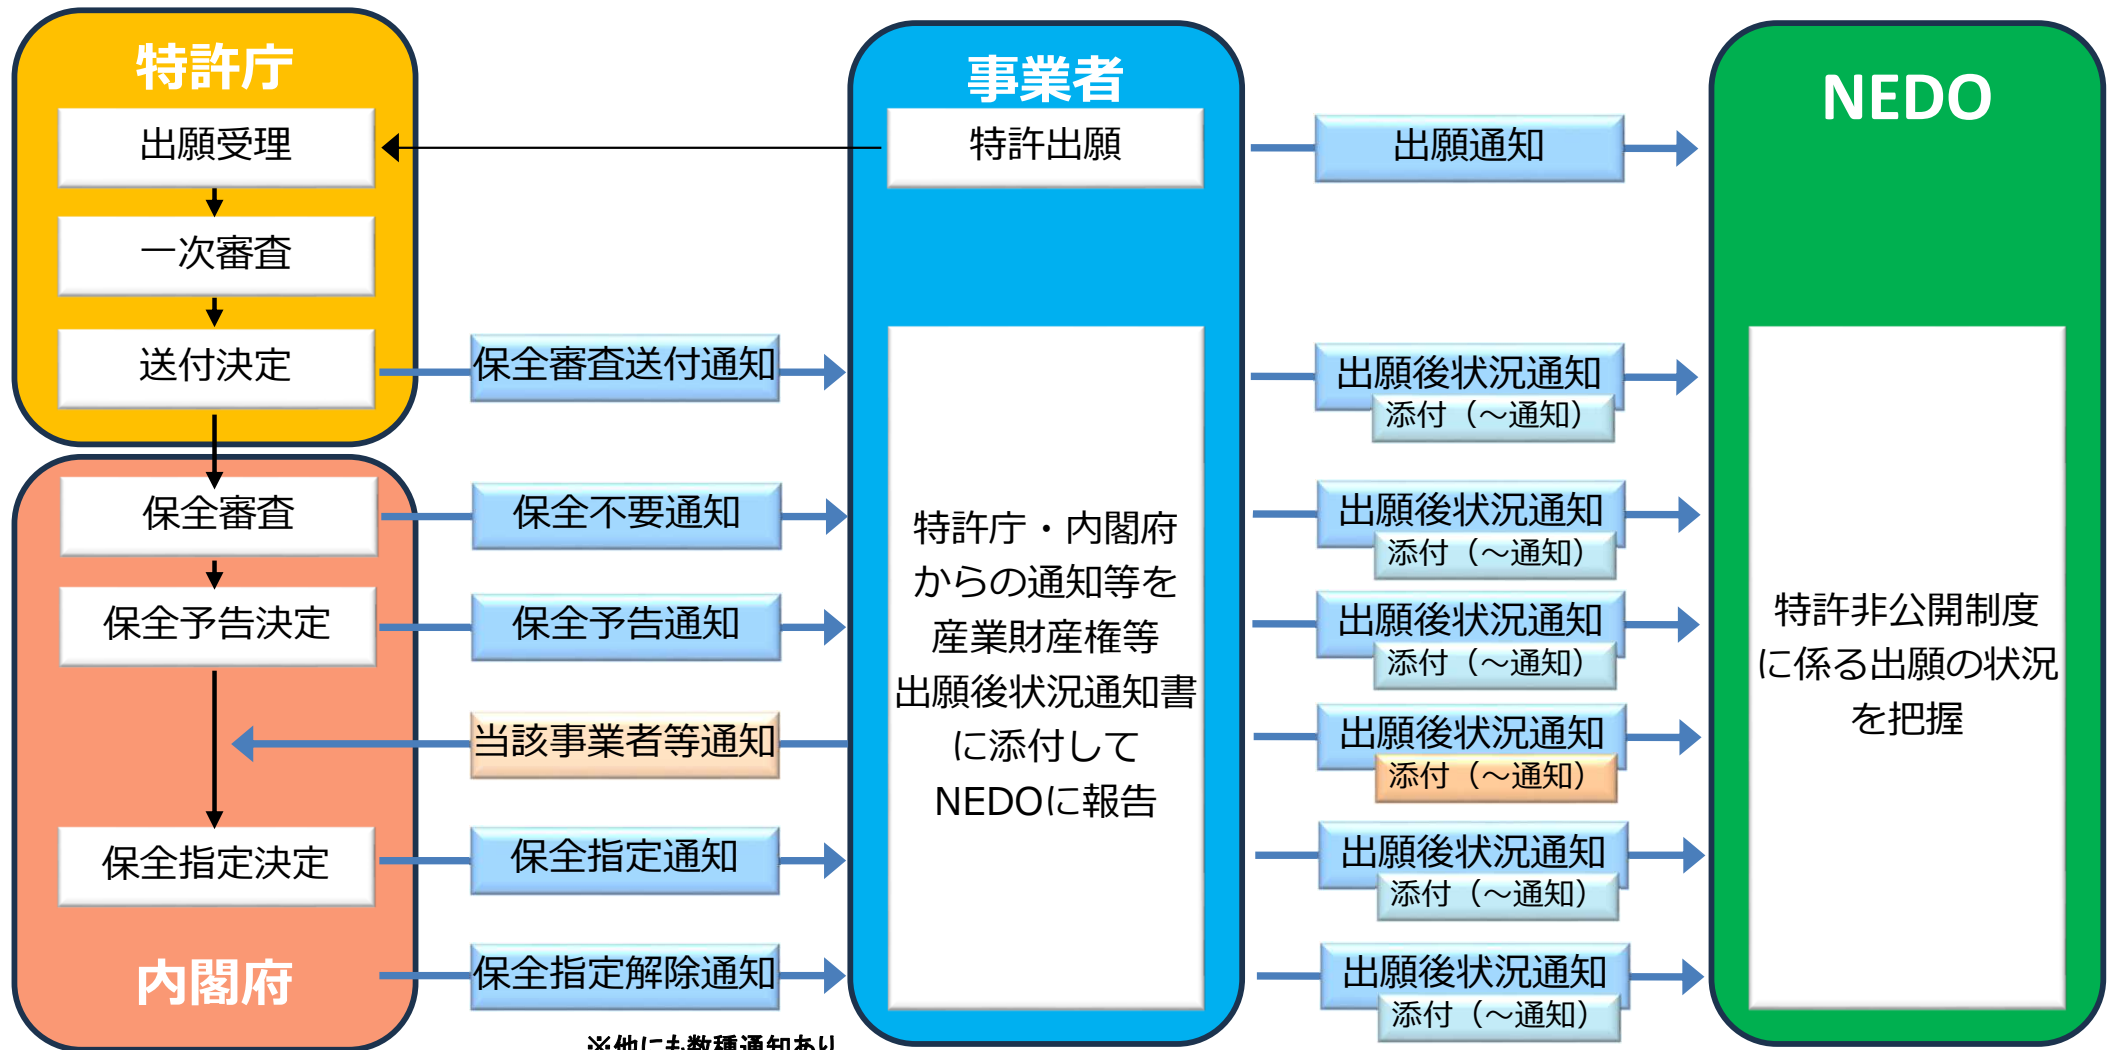 特許庁
出願受理
一次審査
送付決定
保全審査
保全予告決定
保全指定決定
内閣府
保全審査送付通知
保全不要通知
保全予告通知
当該事業者等通知
保全指定通知
保全指定解除通知
※他にも数種通知あり
事業者
特許出願
特許庁・内閣府
からの通知等を
産業財産権等
出願後状況通知書
に添付して
NEDOに報告
出願通知
出願後状況通知
添付（～通知）
出願後状況通知
添付（～通知）
出願後状況通知
添付（～通知）
出願後状況通知
添付（～通知）
出願後状況通知
添付（～通知）
出願後状況通知
添付（～通知）
NEDO
特許非公開制度
に係る出願の状況
を把握